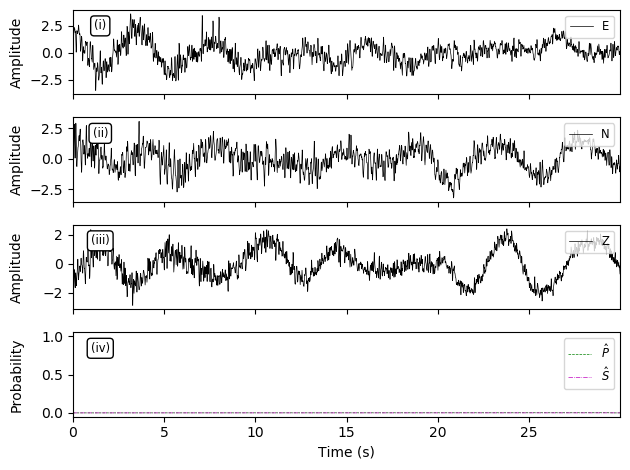 (i)
E
Amplitude
2.5
0.0
−2.5
(ii)
N
Amplitude
2.5
0.0
−2.5
(iii)
Z
Amplitude
2
0
−2
(iv)
P̂
Ŝ
Probability
1.0
0.5
0.0
0 5 10 15 20 25
Time (s)